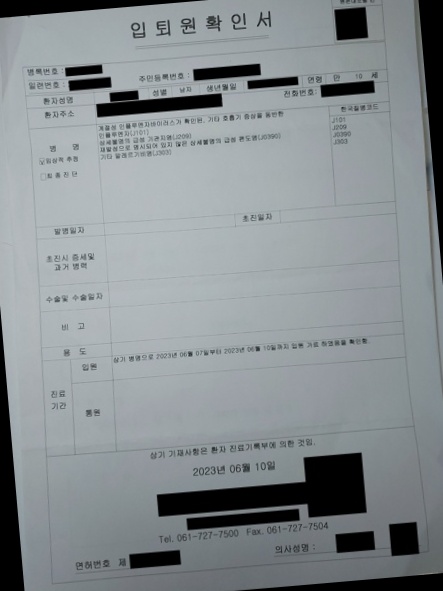 입퇴원확인서
병록번호 :
일련번호 :
주민등록번호 :
환자성명 성별 남자 생년월일 연령 만 10 세
환자주소 전화번호 :
병 명
☑임상적 추정
□최 종 진 단
계절성 인플루엔자바이러스가 확인된, 기타 호흡기 증상을 동반한
인플루엔자(J101)
상세불명의 급성 기관지염(J209)
재발성으로 명시되어 있지 않은 상세불명의 급성 편도염(J0390)
기타 알레르기비염(J303)
한국질병코드
J101
J209
J0390
J303
발병일자 초진일자
초진시 증세및
과거 병력
수술및 수술일자
비 고
용 도
진료
기간
입원 상기 병명으로 2023년 06월 07일부터 2023년 06월 10일까지 입원 가료 하였음을 확인함.
통원
상기 기재사항은 환자 진료기록부에 의한 것임.
2023년 06월 10일
Tel. 061-727-7500 Fax. 061-727-7504
면허번호 제
의사성명 :